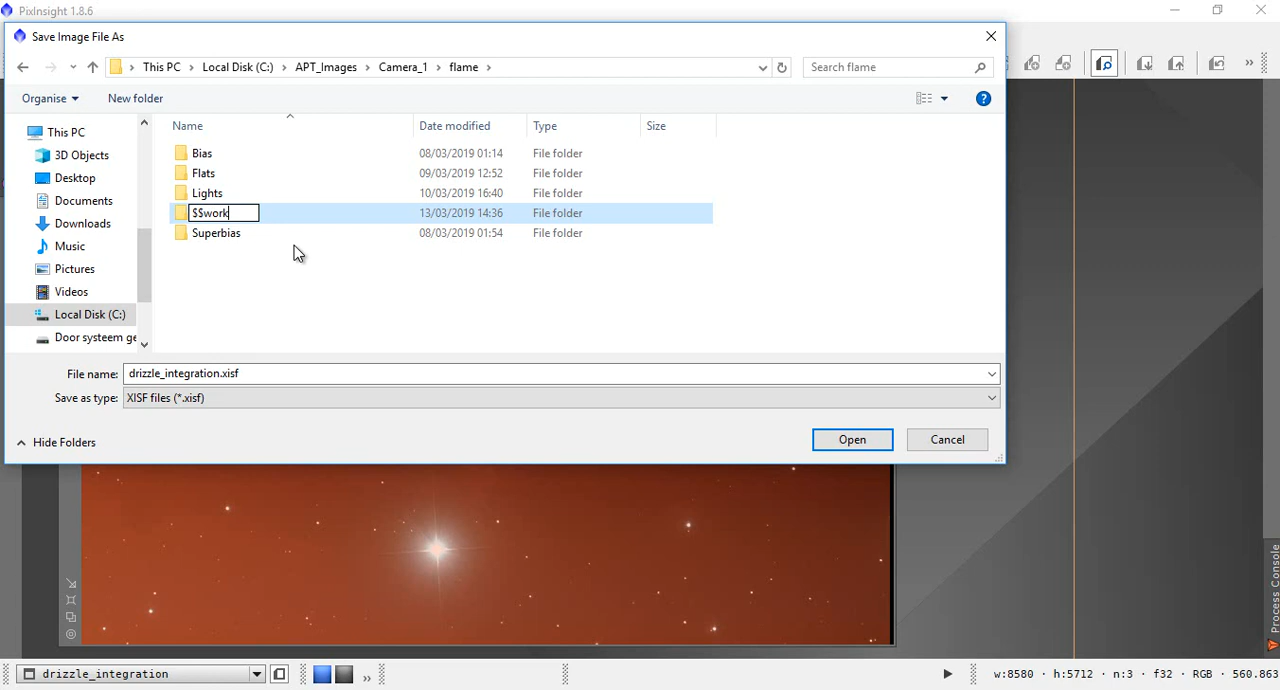 PixInsight 1.8.6
Save Image File As
This PC > Local Disk (C:) > APT_Images > Camera_1 > flame >
Search flame
Organise
New folder
Name
Date modified
Type
Size
This PC
3D Objects
Desktop
Documents
Downloads
Music
Pictures
Videos
Local Disk (C:)
Door systeem ge
Bias 08/03/2019 01:14 File folder
Flats 09/03/2019 12:52 File folder
Lights 10/03/2019 16:40 File folder
$$work 13/03/2019 14:36 File folder
Superbias 08/03/2019 01:54 File folder
File name: drizzle_integration.xisf
Save as type: XISF files (*.xisf)
Hide Folders
Open
Cancel
Process Console
drizzle_integration
w:8580 · h:5712 · n:3 · f32 · RGB · 560.863